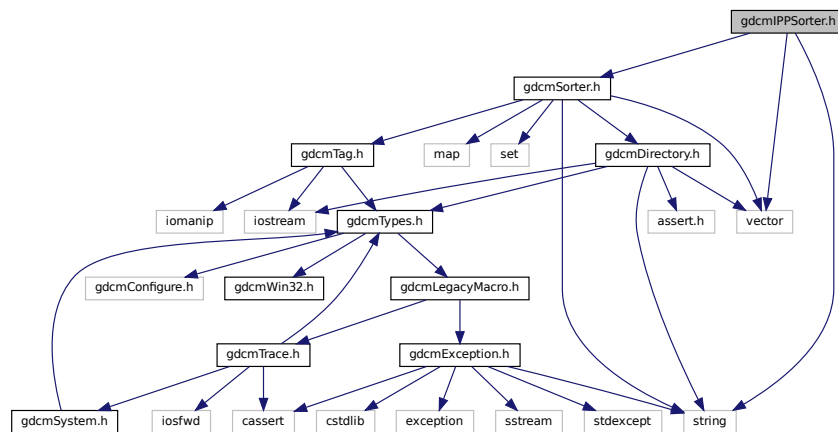 gdcmIPPSorter.h
gdcmSorter.h
gdcmTag.h
map
set
gdcmDirectory.h
iomanip
iostream
gdcmTypes.h
assert.h
vector
gdcmConfigure.h
gdcmWin32.h
gdcmLegacyMacro.h
gdcmTrace.h
gdcmException.h
gdcmSystem.h
iosfwd
cassert
cstdlib
exception
sstream
stdexcept
string